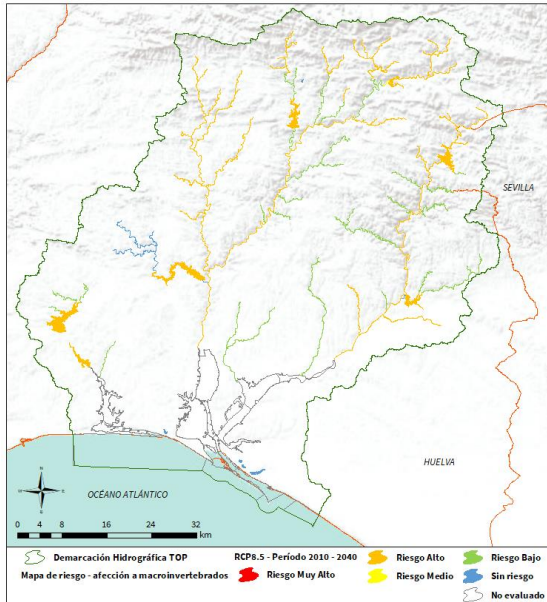 SEVILLA
HUELVA
OCÉANO ATLÁNTICO
N
W E
S
0 4 8 16 24 32
km
Demarcación Hidrográfica TOP
RCP8.5 - Período 2010 - 2040
Riesgo Alto
Riesgo Bajo
Mapa de riesgo - afección a macroinvertebrados
Riesgo Muy Alto
Riesgo Medio
Sin riesgo
No evaluado